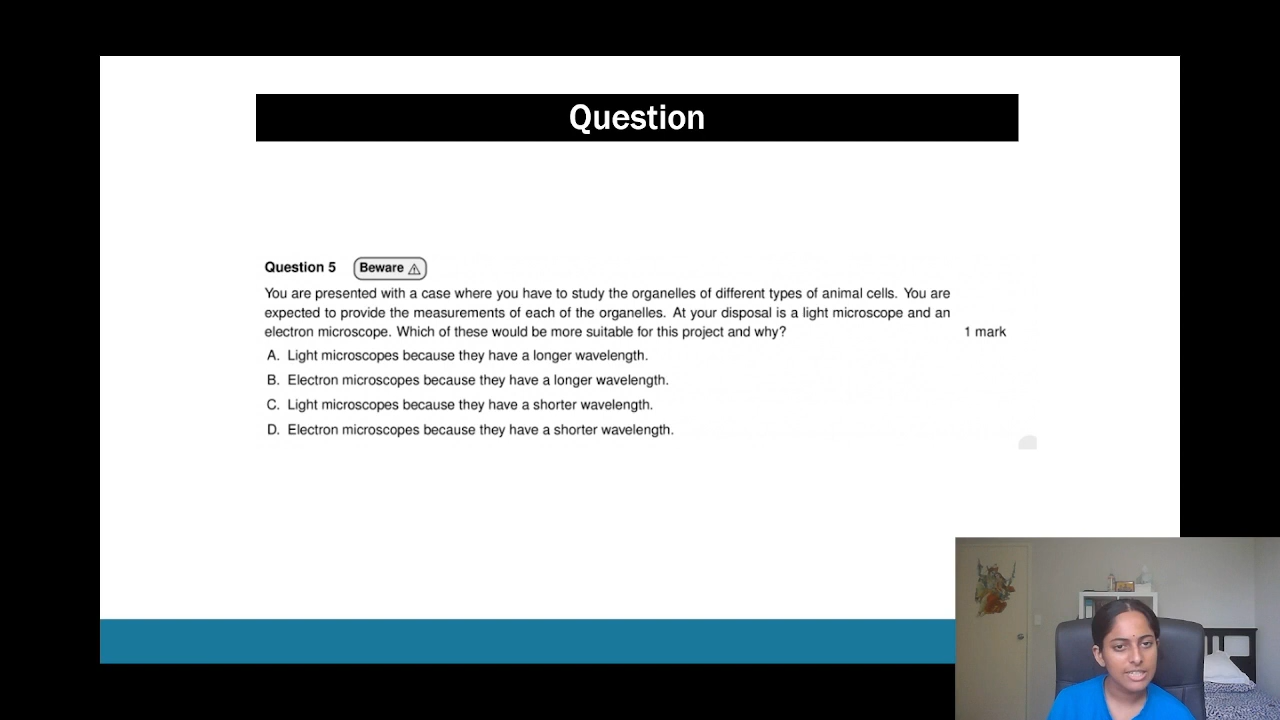 Question
Question 5 Beware
You are presented with a case where you have to study the organelles of different types of animal cells. You are
expected to provide the measurements of each of the organelles. At your disposal is a light microscope and an
electron microscope. Which of these would be more suitable for this project and why? 1 mark
A. Light microscopes because they have a longer wavelength.
B. Electron microscopes because they have a longer wavelength.
C. Light microscopes because they have a shorter wavelength.
D. Electron microscopes because they have a shorter wavelength.